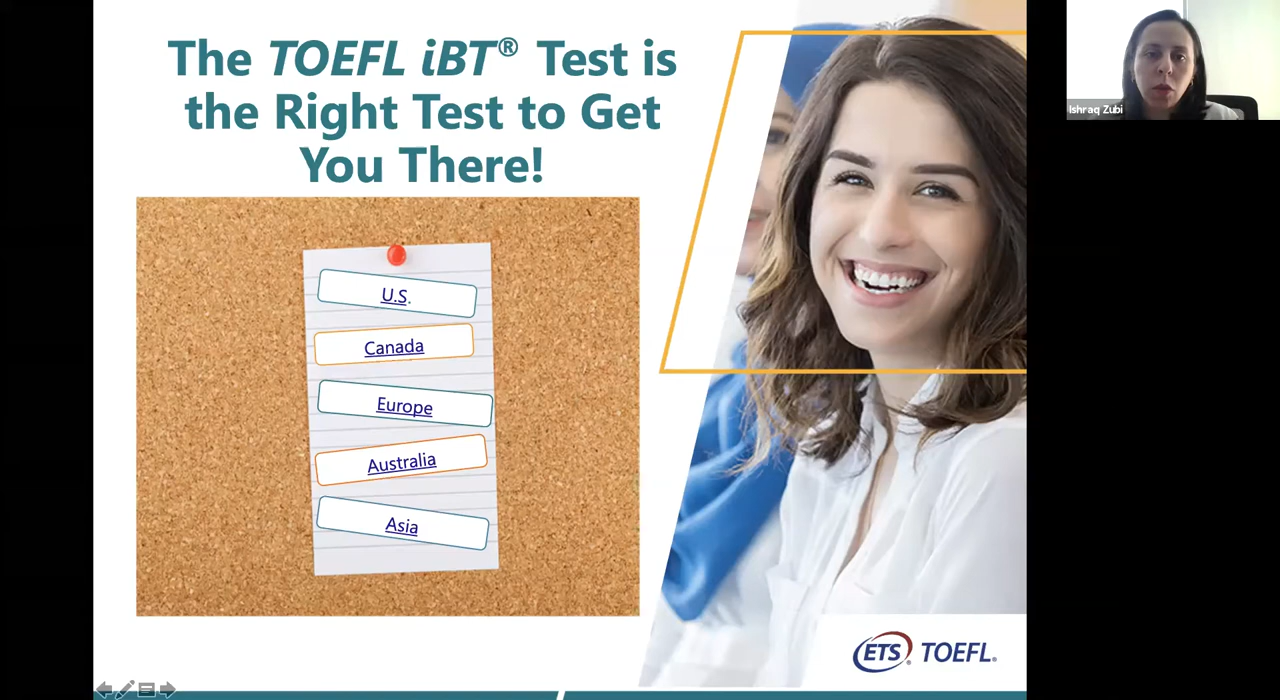 The TOEFL iBT® Test is
the Right Test to Get
You There!
U.S.
Canada
Europe
Australia
Asia
ETS® TOEFL®
Ishraq Zubi